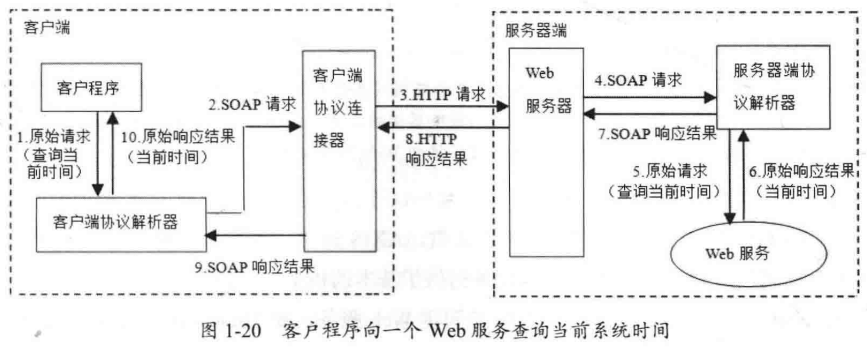 客户端
客户程序
1.原始请求
（查询当
前时间）
10.原始响应结果
（当前时间）
客户端协议解析器
2.SOAP 请求
9.SOAP 响应结果
客户端
协议连
接器
3.HTTP 请求
8.HTTP
响应结果
服务器端
Web
服务器
4.SOAP 请求
7.SOAP 响应结果
服务器端协
议解析器
5.原始请求
（查询当前时间）
6.原始响应结果
（当前时间）
Web 服务
图 1-20 客户程序向一个 Web 服务查询当前系统时间